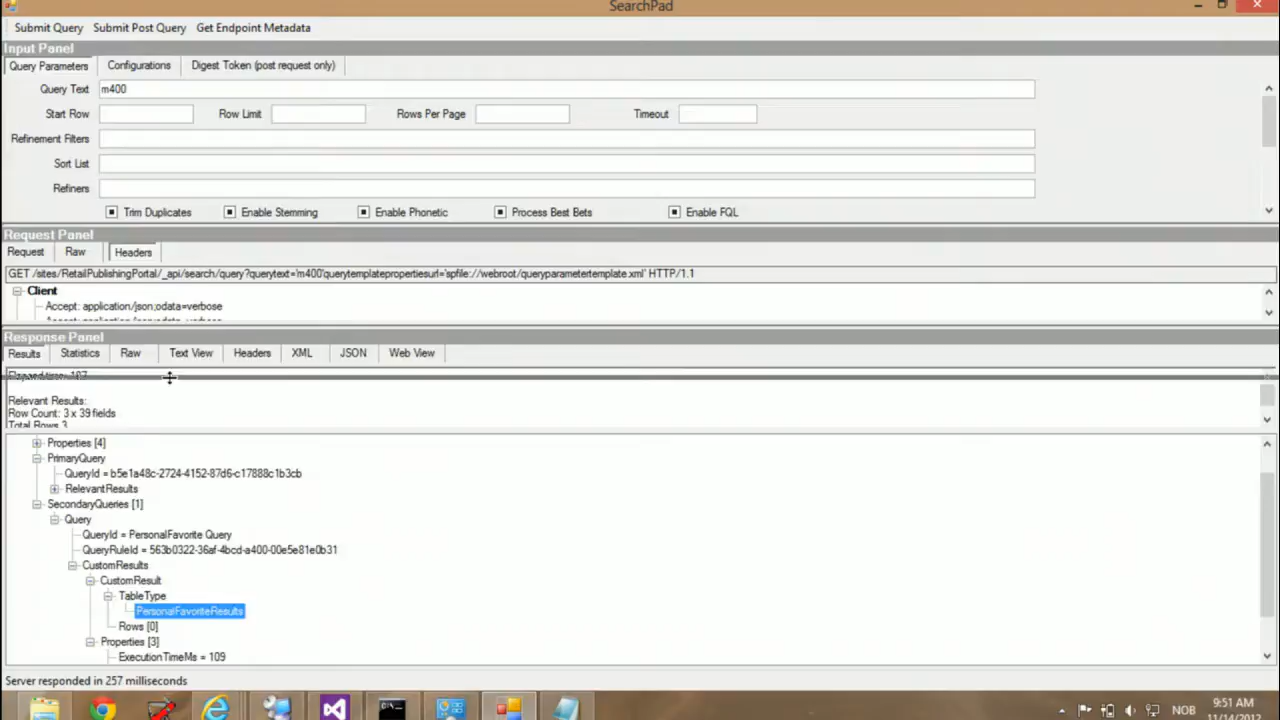 SearchPad
Submit Query Submit Post Query Get Endpoint Metadata
Input Panel
Query Parameters Configurations Digest Token (post request only)
Query Text m400
Start Row Row Limit Rows Per Page Timeout
Refinement Filters
Sort List
Refiners
Trim Duplicates Enable Stemming Enable Phonetic Process Best Bets Enable FQL
Request Panel
Request Raw Headers
GET /sites/RetailPublishingPortal/_api/search/query?querytext='m400'querytemplatepropertiesurl='spfile://webroot/queryparametertemplate.xml' HTTP/1.1
Client
Accept: application/json;odata=verbose
Response Panel
Results Statistics Raw Text View Headers XML JSON Web View
Relevant Results:
Row Count: 3 x 39 fields
Total Rows 3
Properties [4]
PrimaryQuery
QueryId = b5e1a48c-2724-4152-87d6-c17888c1b3cb
RelevantResults
SecondaryQueries [1]
Query
QueryId = PersonalFavorite Query
QueryRuleId = 563b0322-36af-4bcd-a400-00e5e81e0b31
CustomResults
CustomResult
TableType
PersonalFavoriteResults
Rows [0]
Properties [3]
ExecutionTimeMs = 109
Server responded in 257 milliseconds
NOB
9:51 AM
11/14/2012